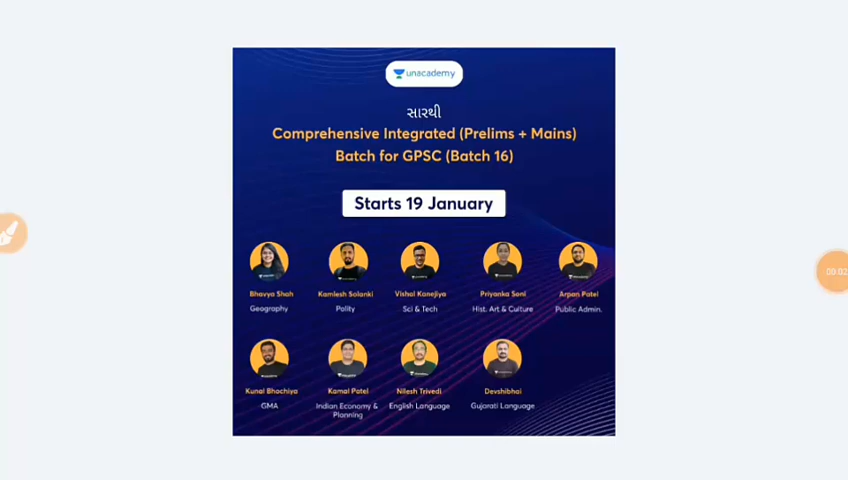 unacademy
સારથી
Comprehensive Integrated (Prelims + Mains)
Batch for GPSC (Batch 16)
Starts 19 January
Bhavya Shah Kamlesh Solanki Vishal Kanejiya Priyanka Soni Arpan Patel
Geography Polity Sci & Tech Hist. Art & Culture Public Admin.
Kunal Bhachiya Kamal Patel Nilesh Trivedi Devshibhai
GMA Indian Economy & English Language Gujarati Language
Planning
00:02